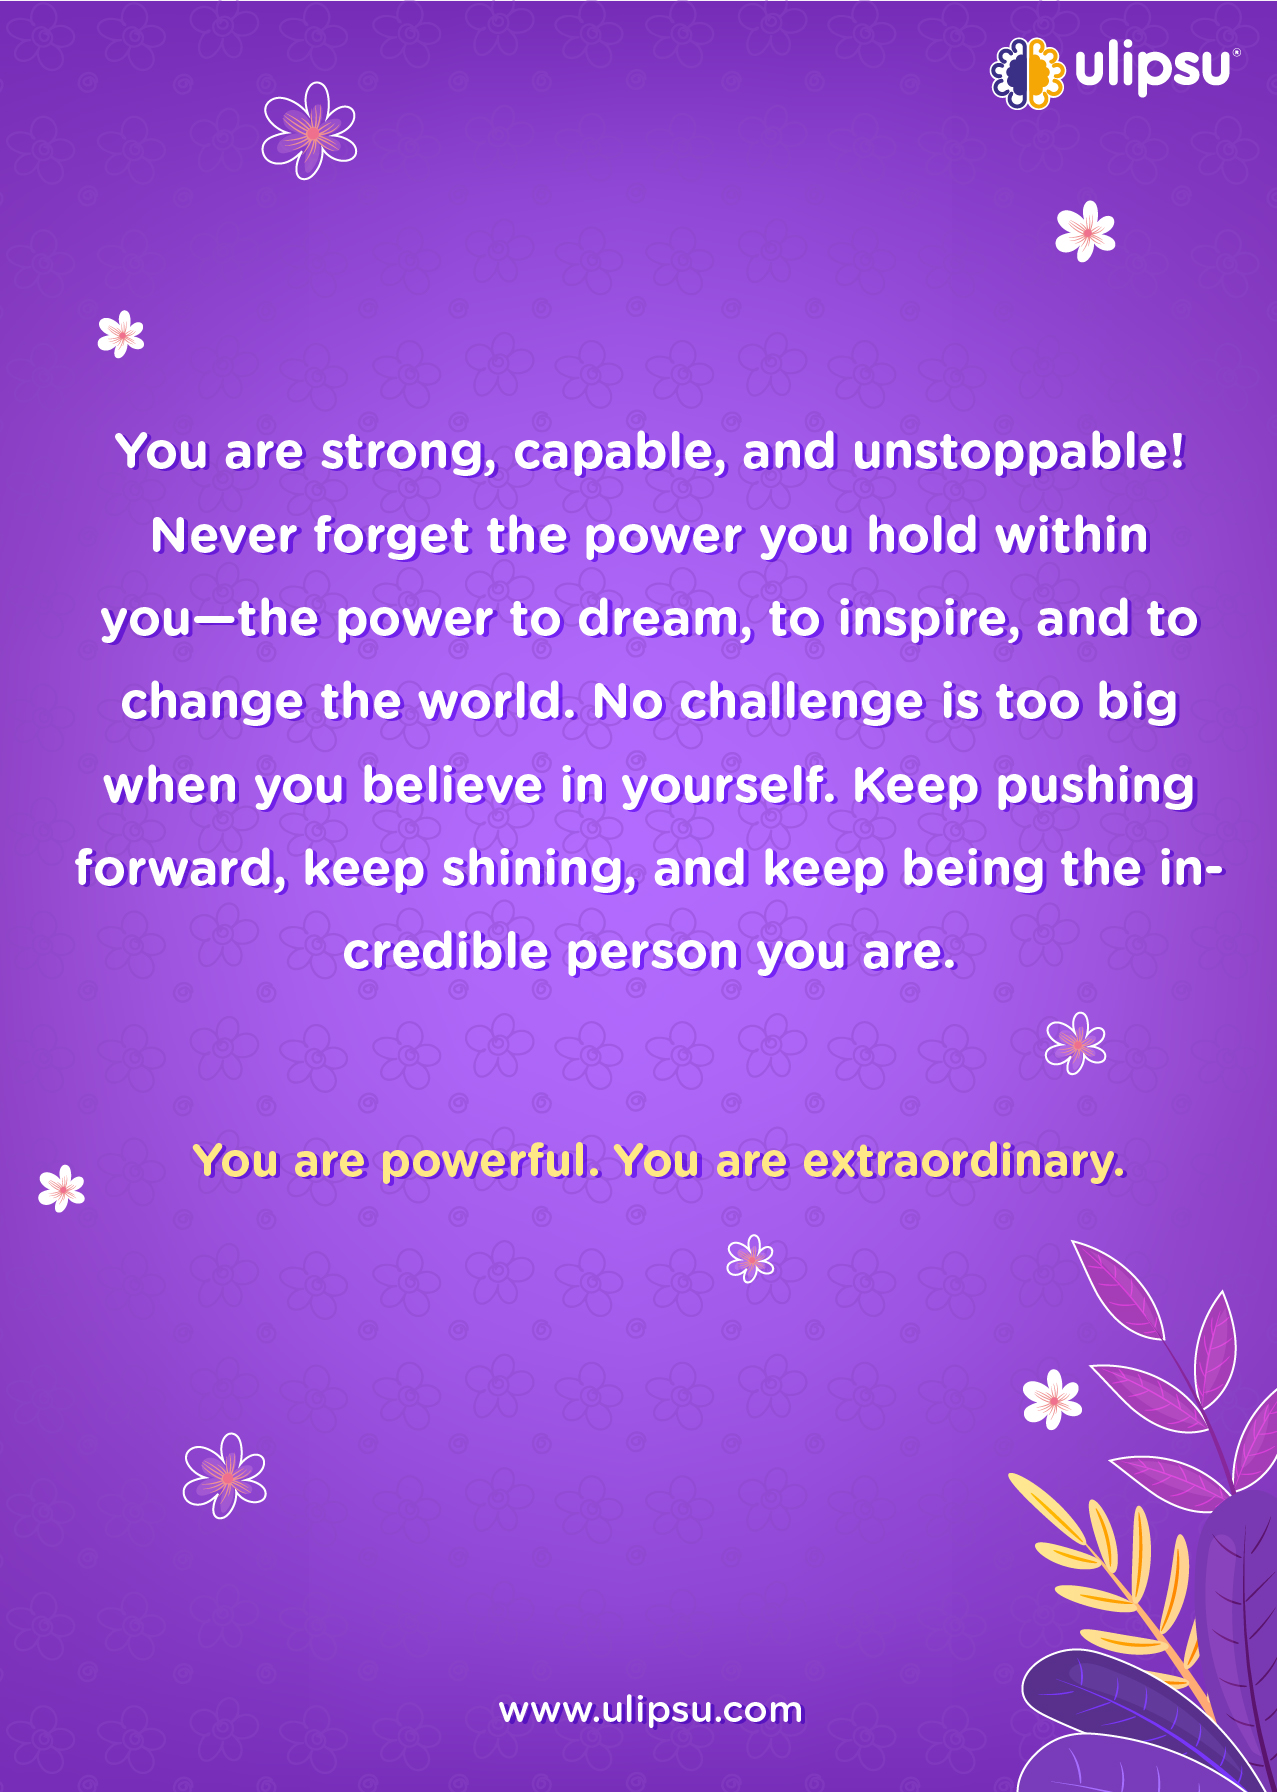 ulipsu®
You are strong, capable, and unstoppable!
Never forget the power you hold within
you—the power to dream, to inspire, and to
change the world. No challenge is too big
when you believe in yourself. Keep pushing
forward, keep shining, and keep being the in-
credible person you are.
You are powerful. You are extraordinary.
www.ulipsu.com